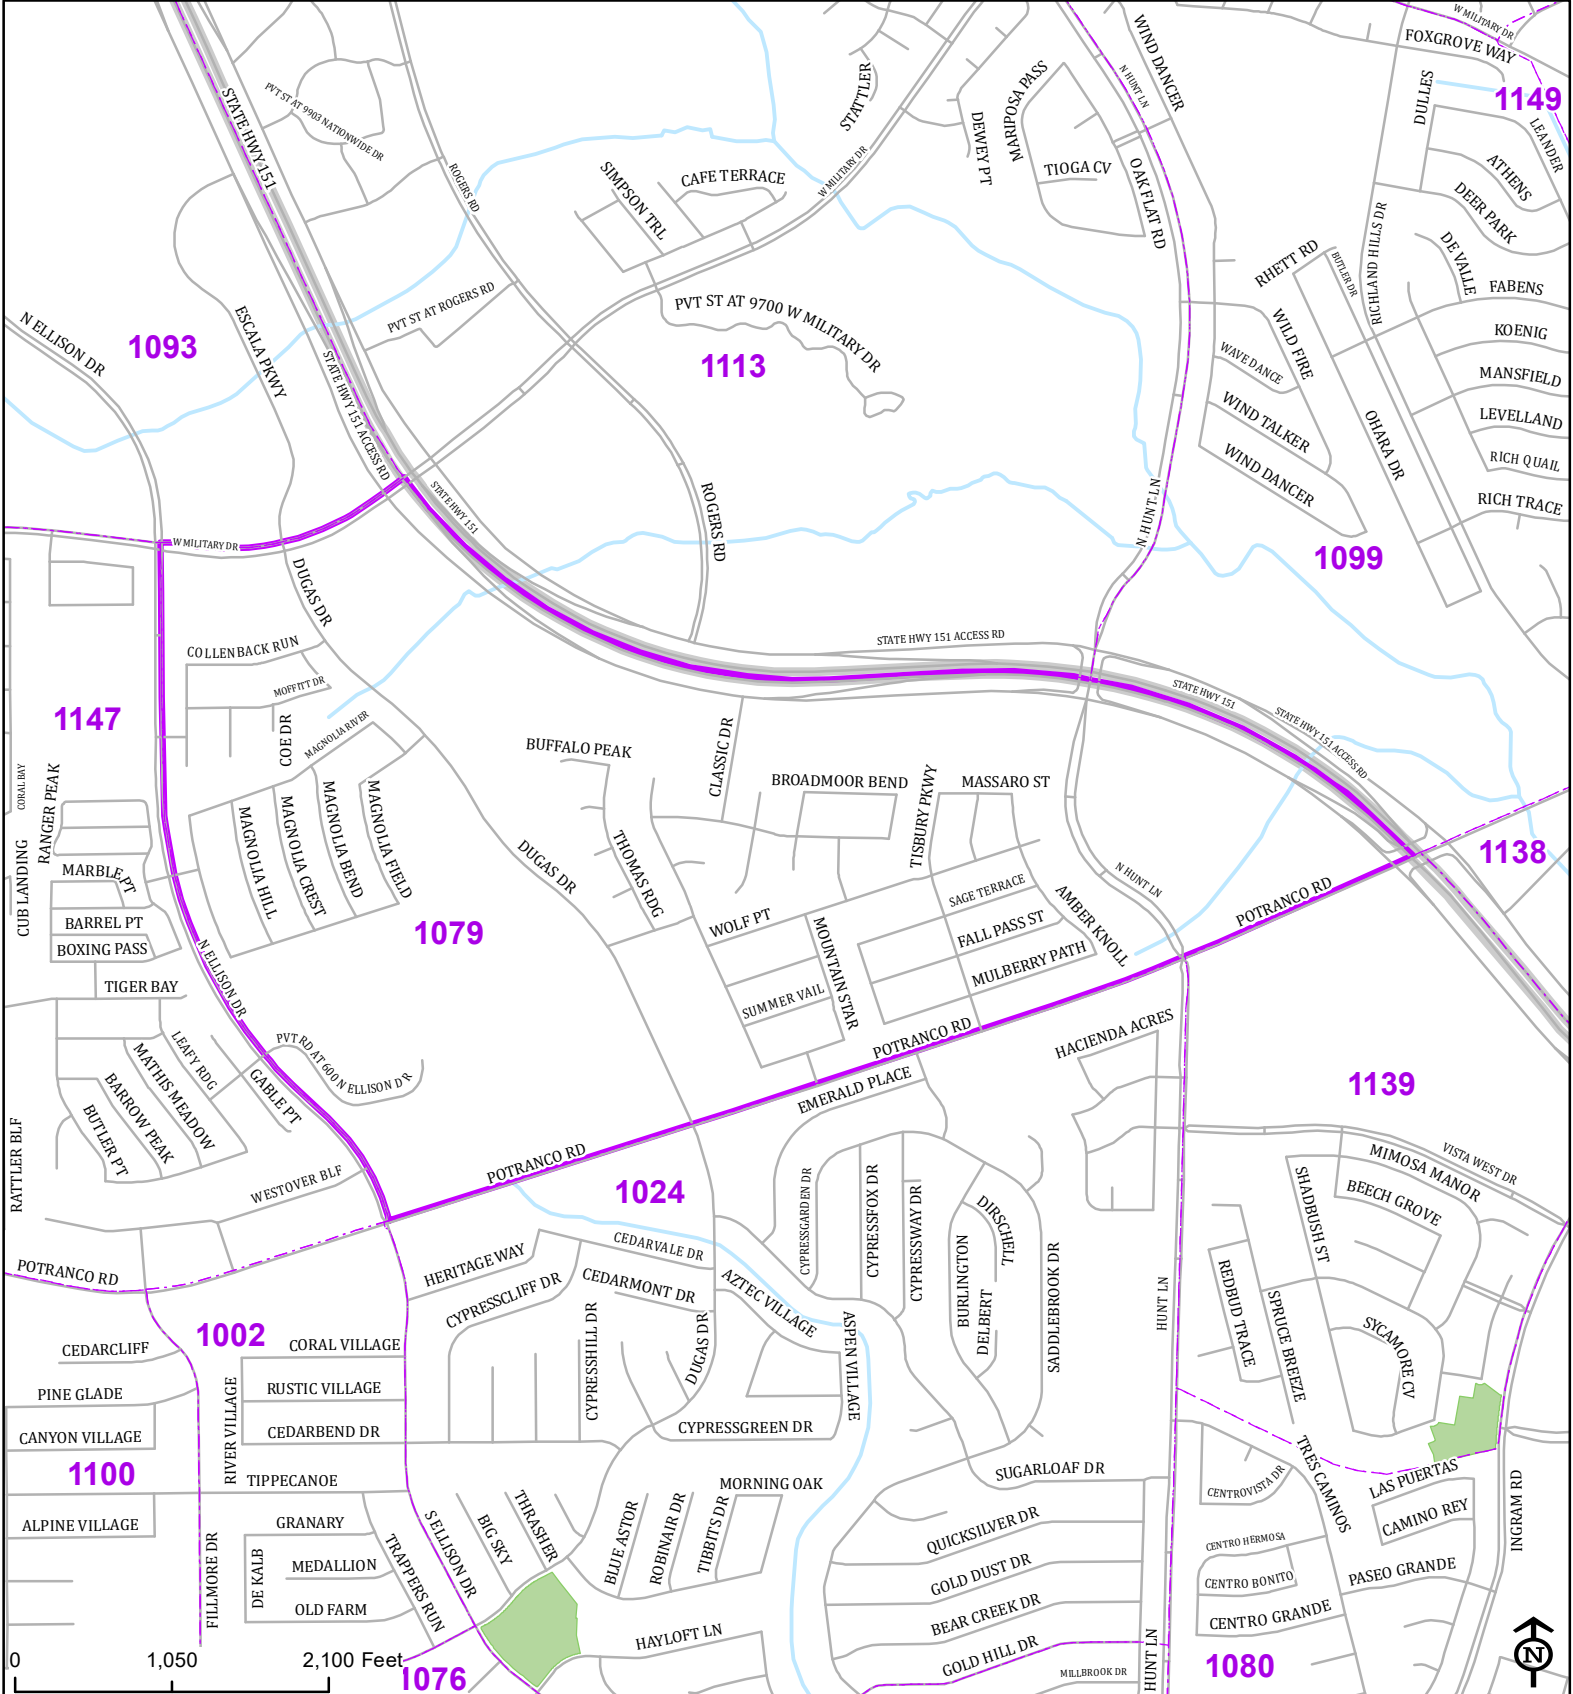 W MILITARY DR
FOXGROVE WAY
1149
WIND DANCER
N HUNT LN
STATTLER
MARIPOSA PASS
DEWEY PT
TIOGA CV
OAK FLAT RD
DULLES
LEANDER
ATHENS
DEER PARK
STATE HWY 151
PVT ST AT 9903 NATIONWIDE DR
ROGERS RD
SIMPSON TRL
CAFE TERRACE
W MILITARY DR
RICHLAND HILLS DR
DE VALLE
FABENS
RHETT RD
BUTLER DR
N ELLISON DR
1093
ESCALA PKWY
PVT ST AT ROGERS RD
PVT ST AT 9700 W MILITARY DR
1113
WILD FIRE
WAVE DANCE
KOENIG
MANSFIELD
LEVELLAND
STATE HWY 151 ACCESS RD
WIND TALKER
WIND DANCER
OHARA DR
RICH QUAIL
RICH TRACE
STATE HWY 151
ROGERS RD
N HUNT LN
1099
W MILITARY DR
DUGAS DR
COLLENBACK RUN
MOFFITT DR
STATE HWY 151 ACCESS RD
STATE HWY 151
STATE HWY 151 ACCESS RD
1147
COE DR
MAGNOLIA RIVER
BUFFALO PEAK
CLASSIC DR
BROADMOOR BEND
TISBURY PKWY
MASSARO ST
CORAL BAY
RANGER PEAK
CUB LANDING
MARBLE PT
BARREL PT
BOXING PASS
TIGER BAY
MAGNOLIA HILL
MAGNOLIA CREST
MAGNOLIA BEND
MAGNOLIA FIELD
1079
DUGAS DR
THOMAS RDG
WOLF PT
MOUNTAIN STAR
SUMMER VAIL
SAGE TERRACE
FALL PASS ST
MULBERRY PATH
AMBER KNOLL
N HUNT LN
POTRANCO RD
1138
N ELLISON DR
PVT RD AT 600 N ELLISON DR
LEAFY RDG
MATHIS MEADOW
BARROW PEAK
BUTLER PT
GABLE PT
RATTLER BLF
WESTOVER BLF
POTRANCO RD
EMERALD PLACE
HACIENDA ACRES
1139
POTRANCO RD
1024
VISTA WEST DR
MIMOSA MANOR
BEECH GROVE
SHADBUSH ST
CYPRESSGARDEN DR
CYPRESSFOX DR
CYPRESSWAY DR
DIRSCHELL
BURLINGTON
DELBERT
SADDLEBROOK DR
HUNT LN
POTRANCO RD
HERITAGE WAY
CEDARVALE DR
CYPRESSCLIFF DR
CEDARMONT DR
AZTEC VILLAGE
REDBUD TRACE
SPRUCE BREEZE
SYCAMORE CV
1002
CEDARCLIFF
CORAL VILLAGE
CYPRESSHILL DR
DUGAS DR
ASPEN VILLAGE
PINE GLADE
RIVER VILLAGE
RUSTIC VILLAGE
CANYON VILLAGE
CEDARBEND DR
CYPRESSGREEN DR
1100
TIPPECANOE
MORNING OAK
SUGARLOAF DR
TRES CAMINOS
CENTROVISTA DR
LAS PUERTAS
INGRAM RD
CAMINO REY
ALPINE VILLAGE
GRANARY
S ELLISON DR
BIG SKY
THRASHER
BLUE ASTOR
ROBINAIR DR
TIBBITS DR
QUICKSILVER DR
CENTRO HERMOSA
FILLMORE DR
DE KALB
MEDALLION
TRAPPERS RUN
GOLD DUST DR
CENTRO BONITO
PASEO GRANDE
OLD FARM
BEAR CREEK DR
CENTRO GRANDE
HAYLOFT LN
GOLD HILL DR
HUNT LN
MILLBROOK DR
1080
1076
0
1,050
2,100 Feet
N